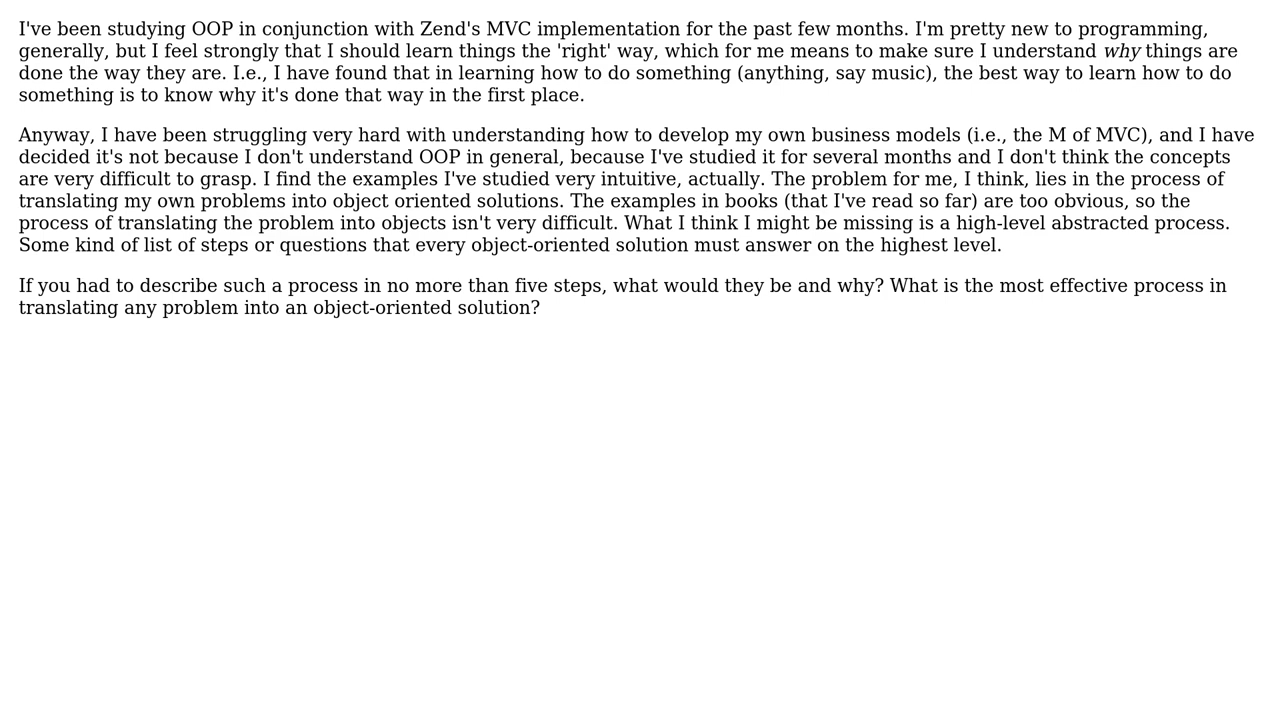 I've been studying OOP in conjunction with Zend's MVC implementation for the past few months. I'm pretty new to programming,
generally, but I feel strongly that I should learn things the 'right' way, which for me means to make sure I understand why things are
done the way they are. I.e., I have found that in learning how to do something (anything, say music), the best way to learn how to do
something is to know why it's done that way in the first place.
Anyway, I have been struggling very hard with understanding how to develop my own business models (i.e., the M of MVC), and I have
decided it's not because I don't understand OOP in general, because I've studied it for several months and I don't think the concepts
are very difficult to grasp. I find the examples I've studied very intuitive, actually. The problem for me, I think, lies in the process of
translating my own problems into object oriented solutions. The examples in books (that I've read so far) are too obvious, so the
process of translating the problem into objects isn't very difficult. What I think I might be missing is a high-level abstracted process.
Some kind of list of steps or questions that every object-oriented solution must answer on the highest level.
If you had to describe such a process in no more than five steps, what would they be and why? What is the most effective process in
translating any problem into an object-oriented solution?